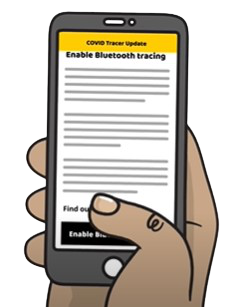 COVID Tracer Update
Enable Bluetooth tracing
Find
Enable